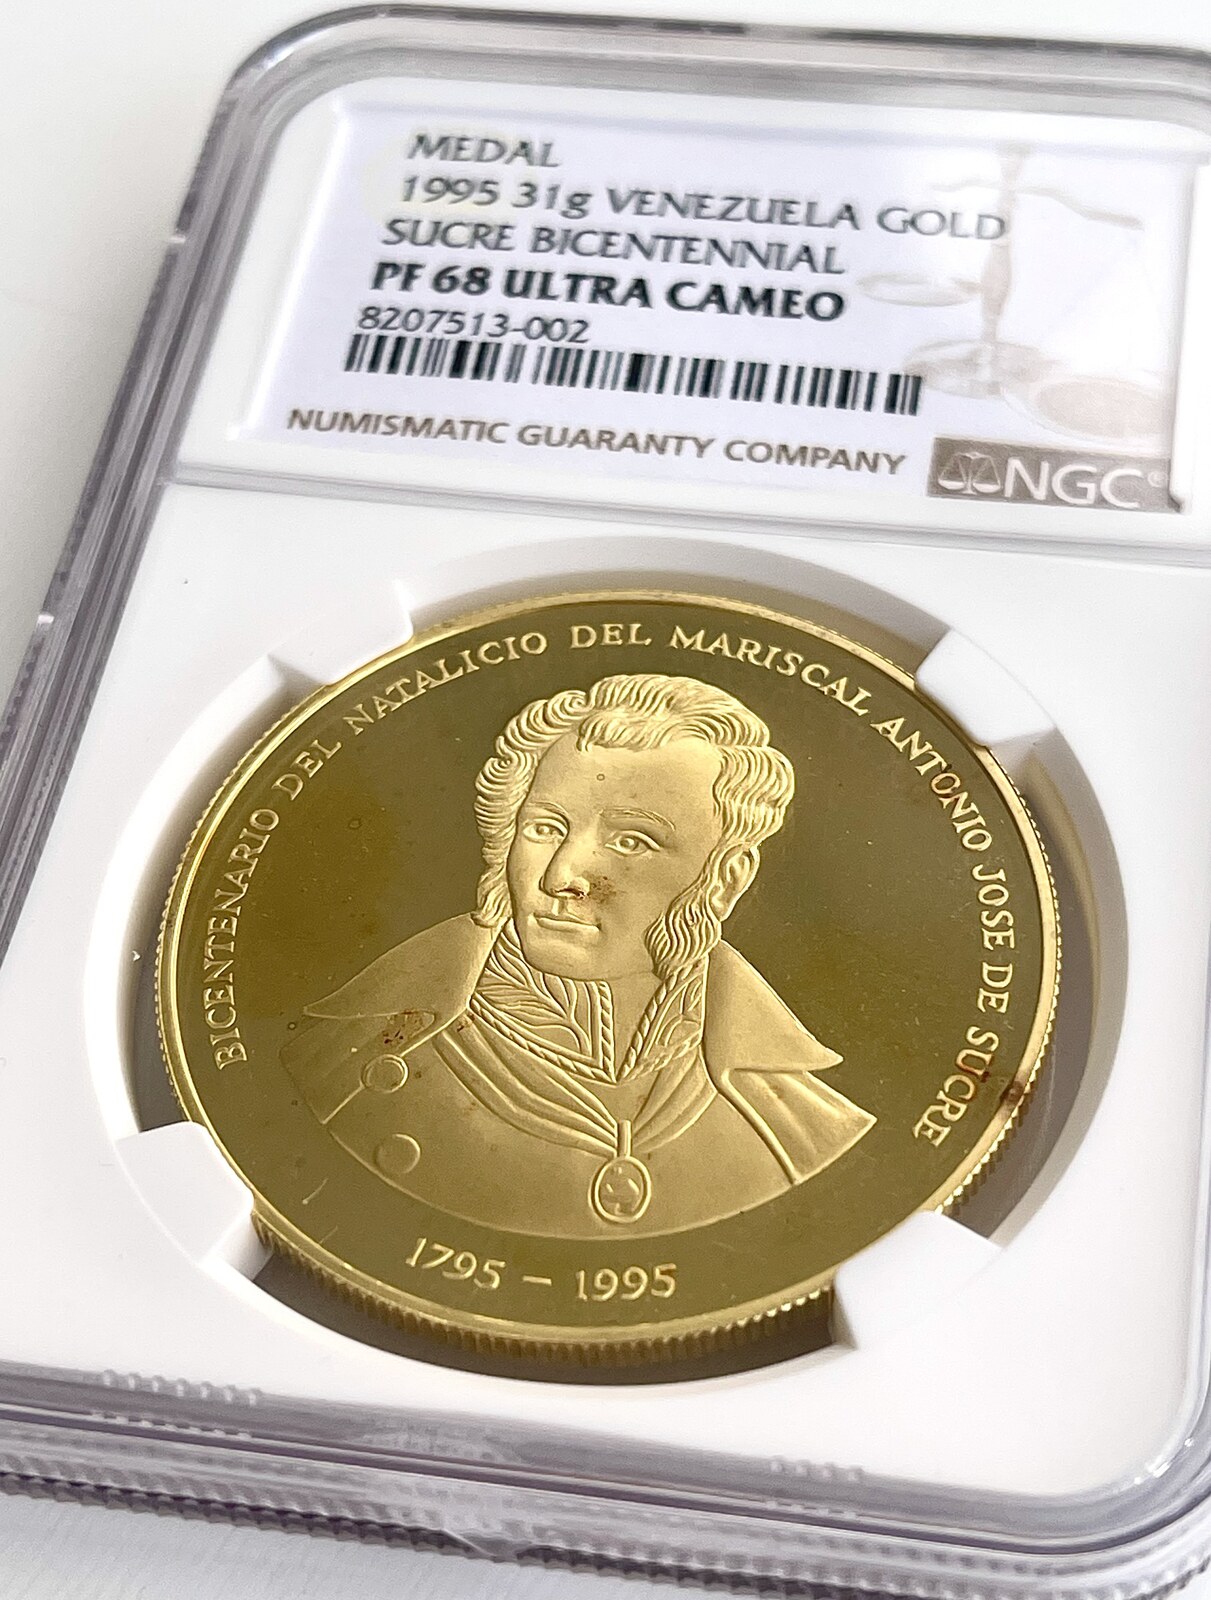 MEDAL
1995 31g VENEZUELA GOLD
SUCRE BICENTENNIAL
PF 68 ULTRA CAMEO
8207513-002
NUMISMATIC GUARANTY COMPANY
NGC®
BICENTENARIO DEL NATALICIO DEL MARISCAL ANTONIO JOSE DE SUCRE
1795 – 1995